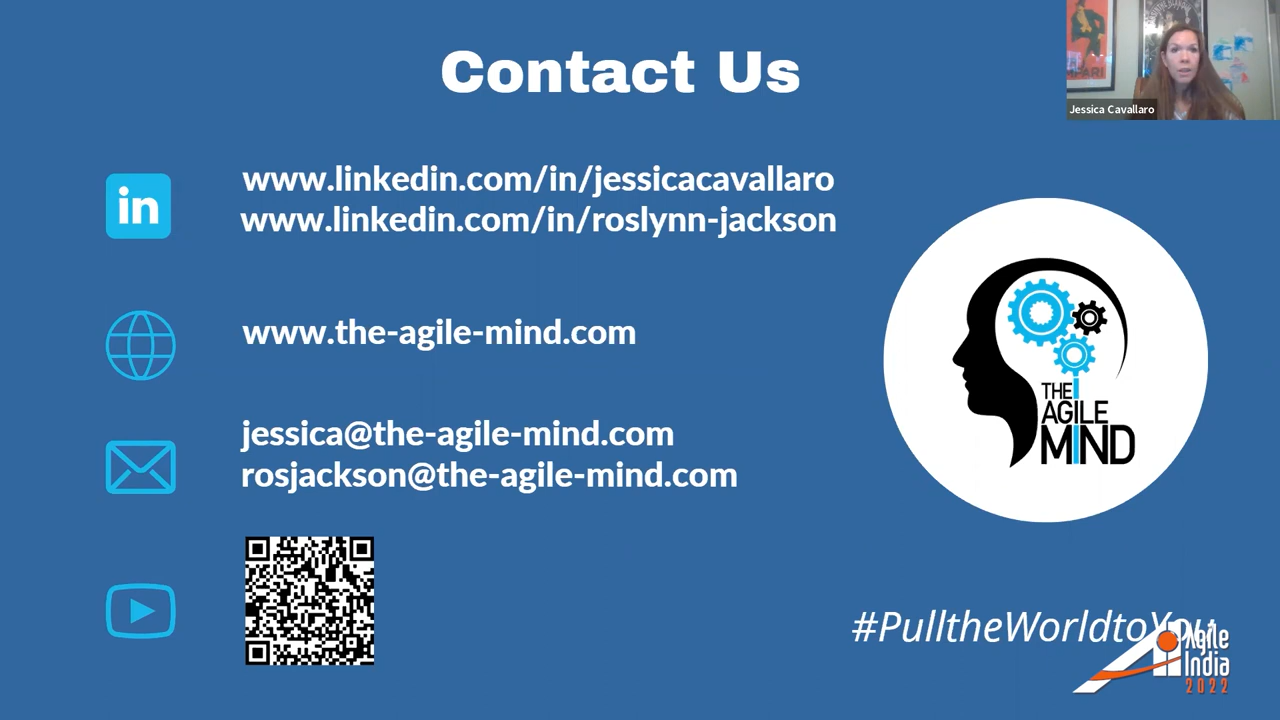 Contact Us
Jessica Cavallaro
in
www.linkedin.com/in/jessicacavallaro
www.linkedin.com/in/roslynn-jackson
www.the-agile-mind.com
jessica@the-agile-mind.com
rosjackson@the-agile-mind.com
THE
AGILE
MIND
#PulltheWorldtoYou
Agile
India
2022